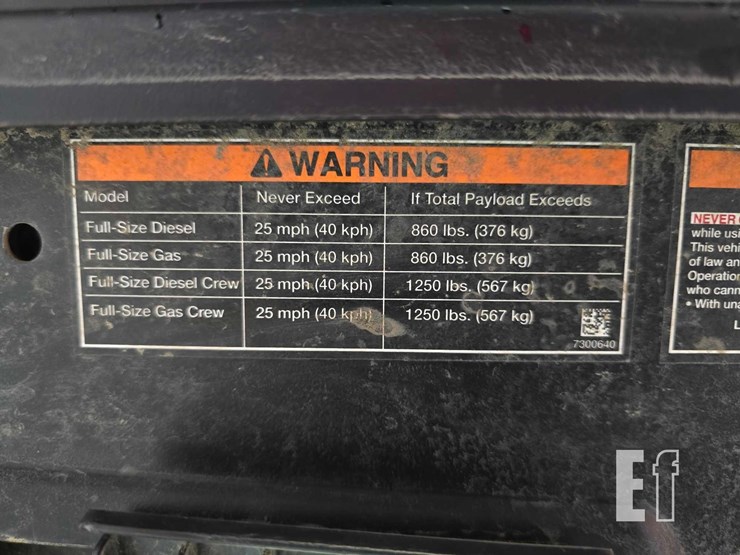 WARNING
Model Never Exceed If Total Payload Exceeds
Full-Size Diesel 25 mph (40 kph) 860 lbs. (376 kg)
Full-Size Gas 25 mph (40 kph) 860 lbs. (376 kg)
Full-Size Diesel Crew 25 mph (40 kph) 1250 lbs. (567 kg)
Full-Size Gas Crew 25 mph (40 kph) 1250 lbs. (567 kg)
7300640
NEVER
while usi
This vehi
of law an
Operation
who canno
• With una
L
Ef